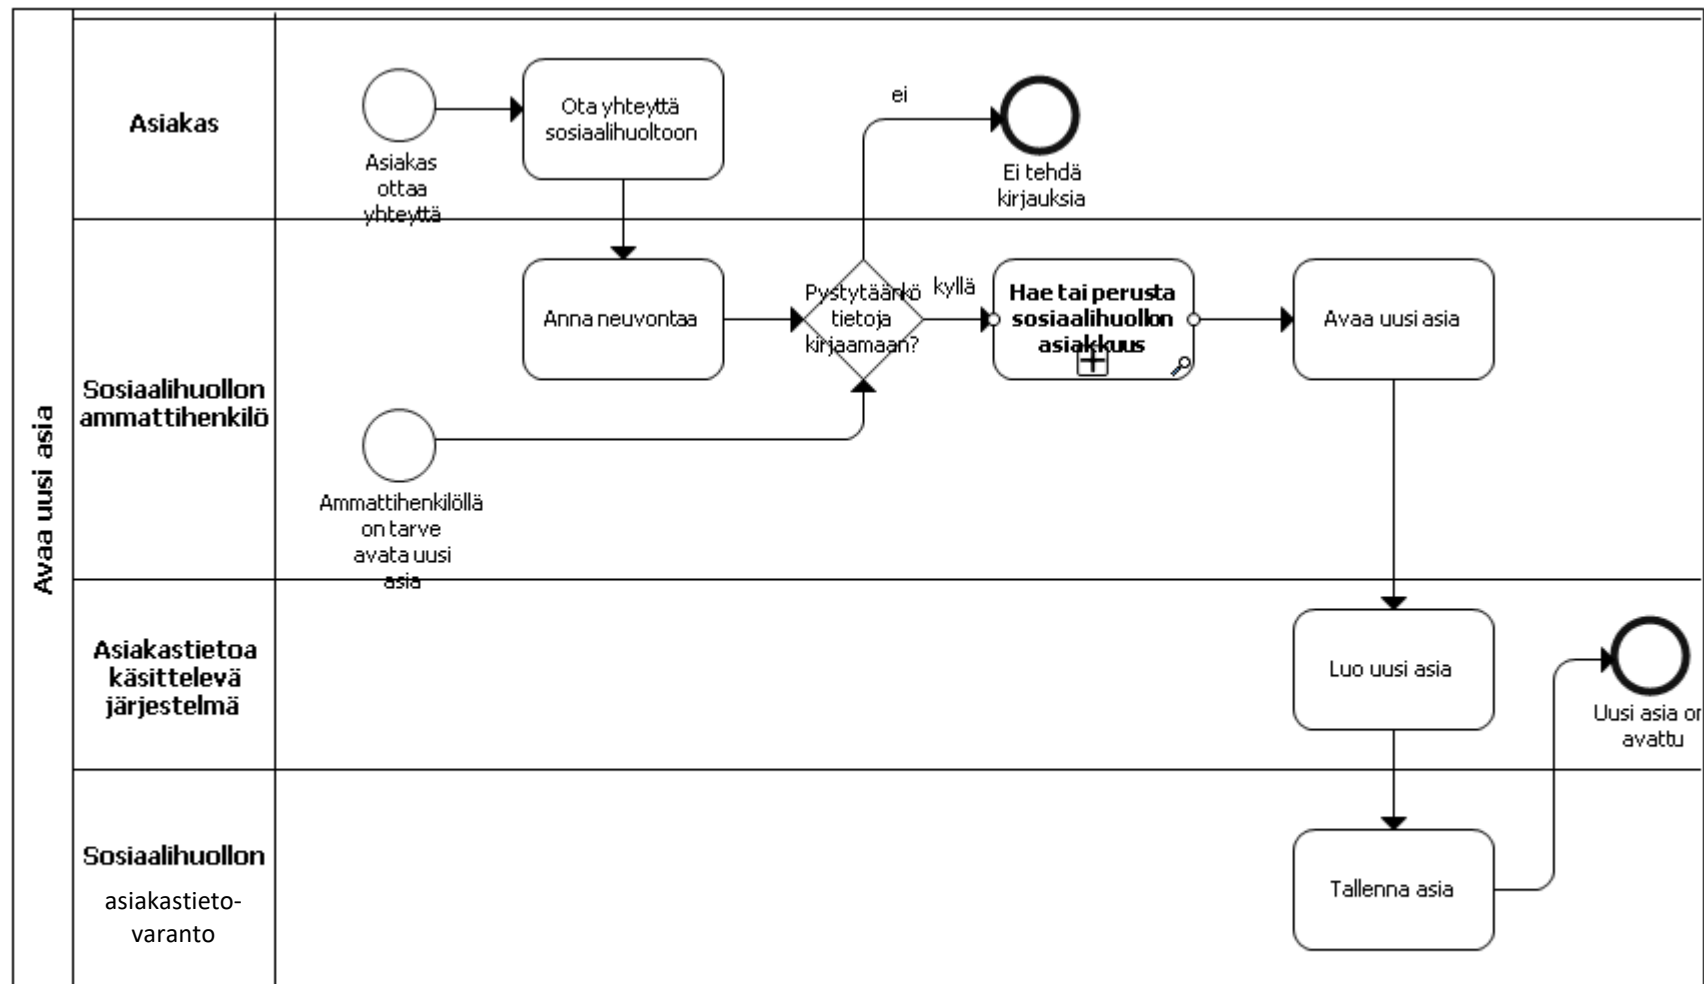 Avaa uusi asia
Asiakas
Asiakas
ottaa
yhteyttä
Ota yhteyttä
sosiaalihuoltoon
ei
Ei tehdä
kirjauksia
Sosiaalihuollon
ammattihenkilö
Anna neuvontaa
Pystytäänkö
tietoja
kirjaamaan?
kyllä
Hae tai perusta
sosiaalihuollon
asiakkuus
Avaa uusi asia
Ammattihenkilöllä
on tarve
avata uusi
asia
Asiakastietoa
käsittelevä
järjestelmä
Luo uusi asia
Uusi asia on
avattu
Sosiaalihuollon
asiakastieto-
varanto
Tallenna asia